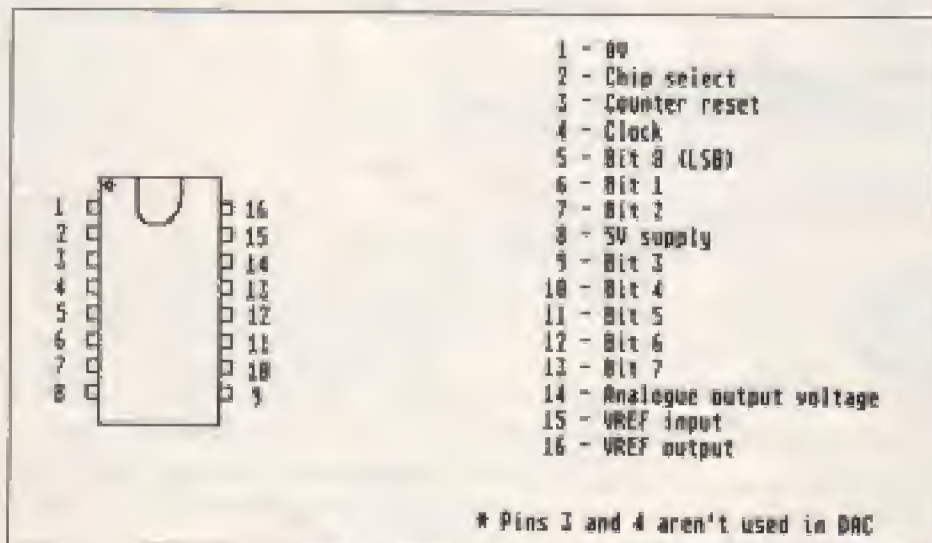 1 - 0V
2 - Chip select
3 - Counter reset
4 - Clock
5 - Bit 0 (LSB)
6 - Bit 1
7 - Bit 2
8 - 5V supply
9 - Bit 3
10 - Bit 4
11 - Bit 5
12 - Bit 6
13 - Bit 7
14 - Analogue output voltage
15 - VREF input
16 - VREF output
*
1 16
2 15
3 14
4 13
5 12
6 11
7 10
8 9
* Pins 3 and 4 aren't used in DAC